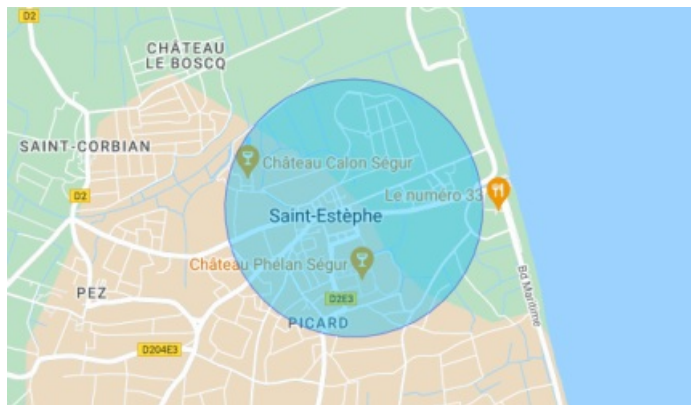 D2
CHÂTEAU
LE BOSCQ
SAINT-CORBIAN
Château Calon Ségur
D2
Le numéro 33
Saint-Estèphe
Château Phélan Ségur
Bd Maritime
PEZ
D2E3
PICARD
D204E3